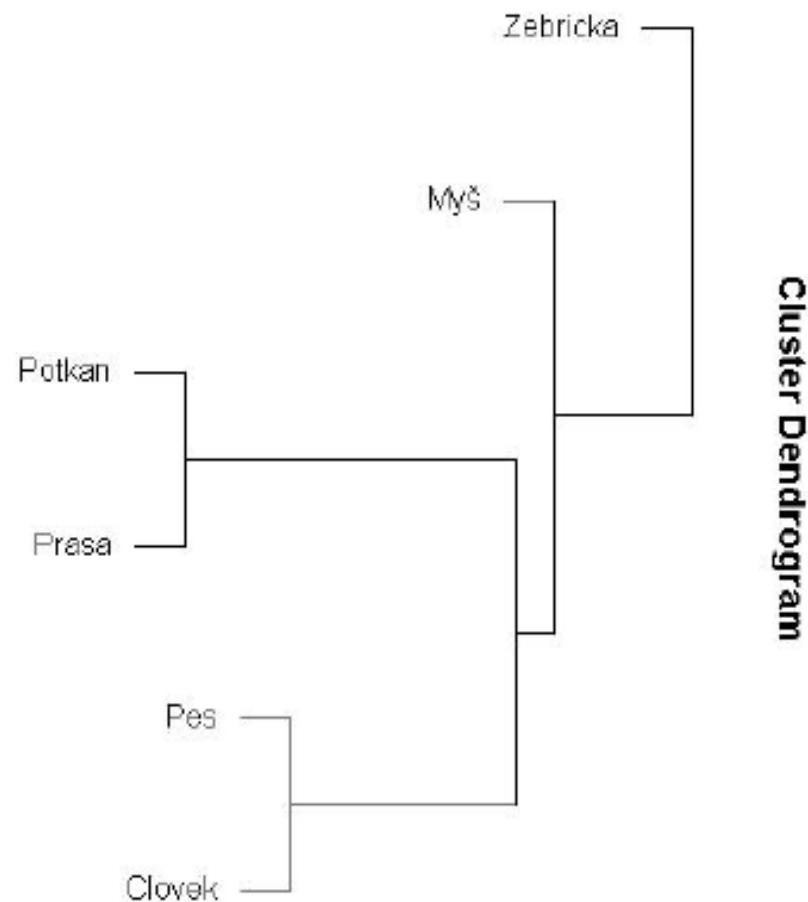 Zebricka
Myš
Potkan
Prasa
Pes
Clovek
Cluster Dendrogram